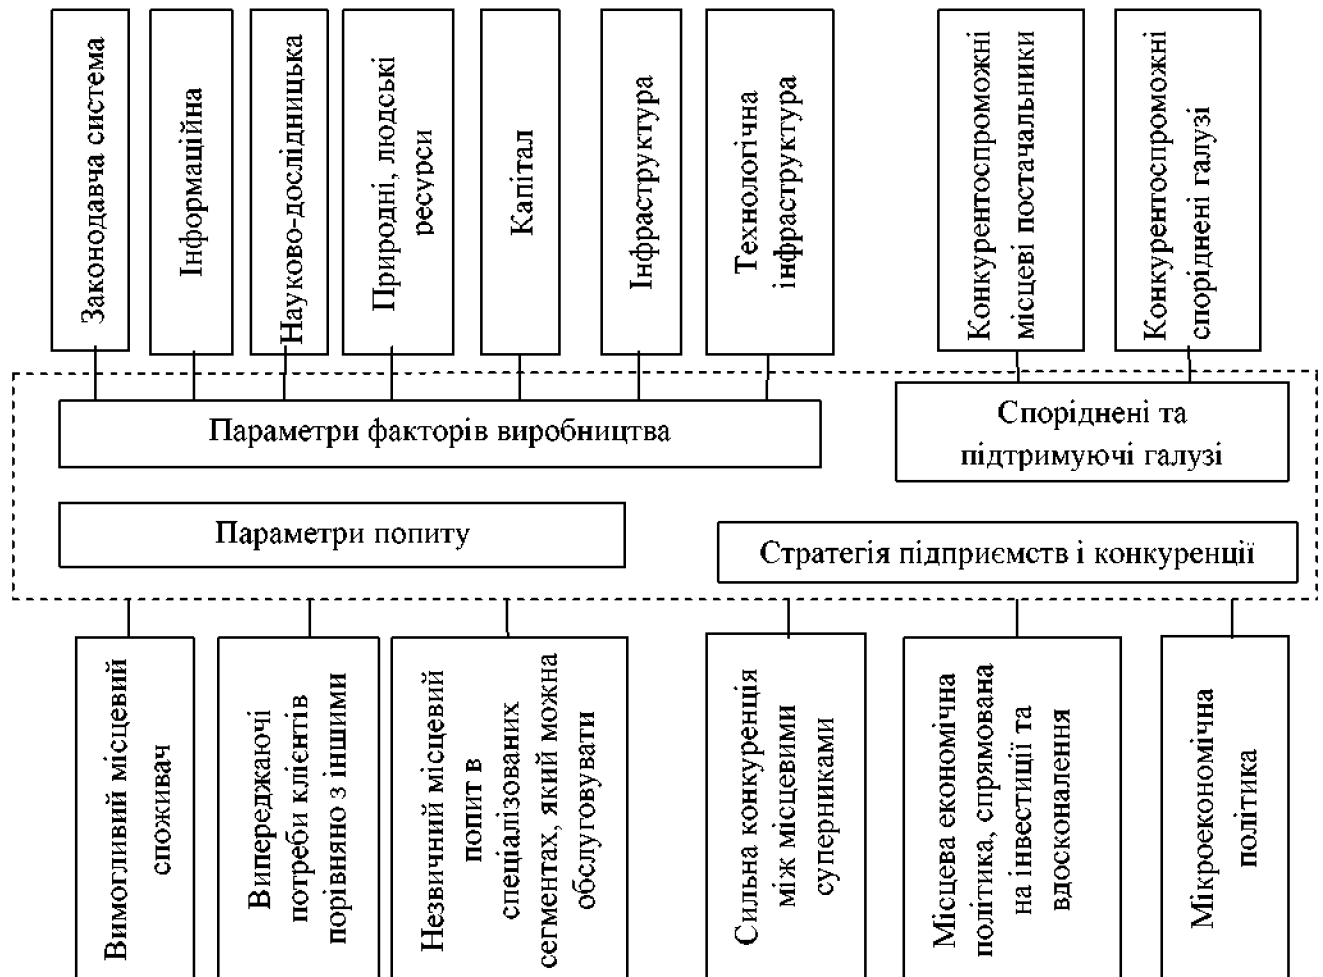 Законодавча система
Інформаційна
Науково-дослідницька
Природні, людські
ресурси
Капітал
Інфраструктура
Технологічна
інфраструктура
Конкурентоспроможні
місцеві постачальники
Конкурентоспроможні
споріднені галузі
Параметри факторів виробництва
Споріднені та
підтримуючі галузі
Параметри попиту
Стратегія підприємств і конкуренції
Вимогливий місцевий
споживач
Випереджаючі
потреби клієнтів
порівняно з іншими
Незвичний місцевий
попит в
спеціалізованих
сегментах, який можна
обслуговувати
Сильна конкуренція
між місцевими
суперниками
Місцева економічна
політика, спрямована
на інвестиції та
вдосконалення
Мікроекономічна
політика